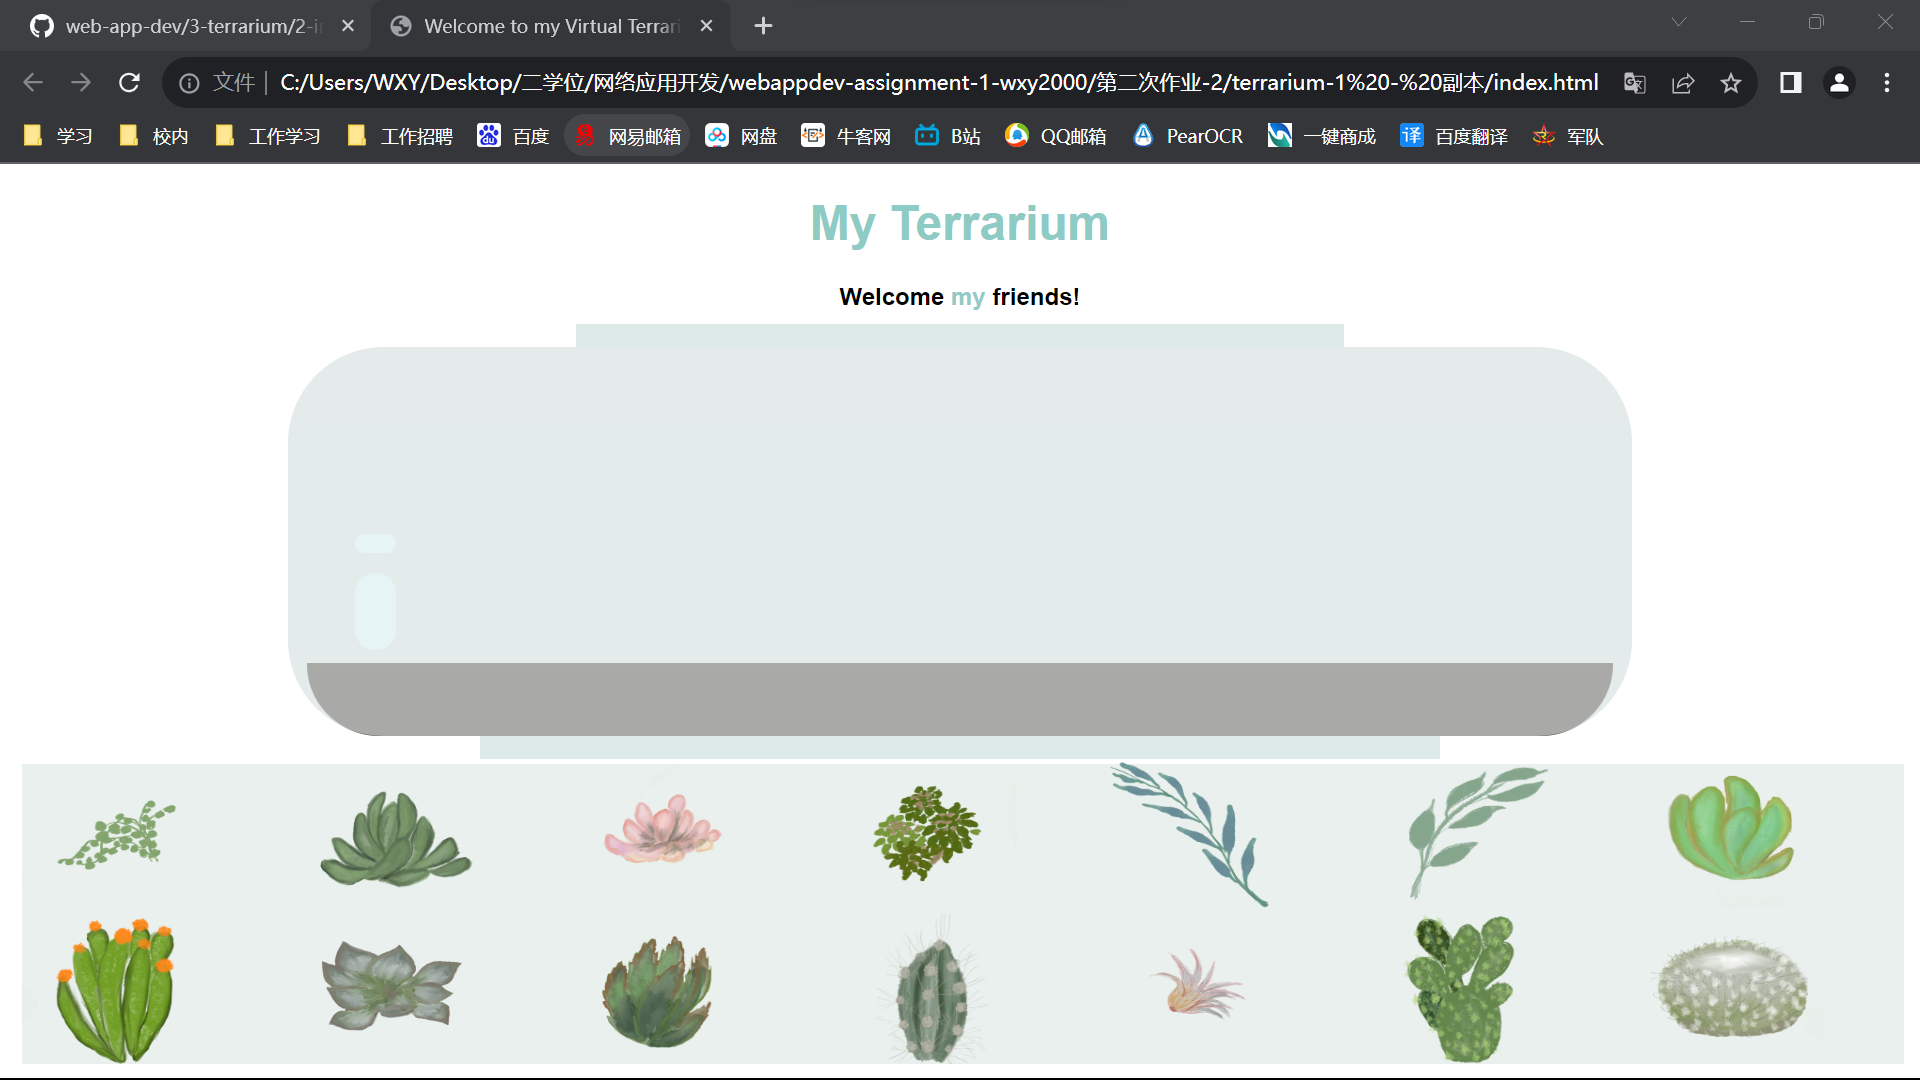 web-app-dev/3-terrarium/2-i
Welcome to my Virtual Terrari
文件 | C:/Users/WXY/Desktop/二学位/网络应用开发/webappdev-assignment-1-wxy2000/第二次作业-2/terrarium-1%20-%20副本/index.html
学习 校内 工作学习 工作招聘 百度 网易邮箱 网盘 牛客网 B站 QQ邮箱 PearOCR 一键商成 译 百度翻译 军队
My Terrarium
Welcome my friends!